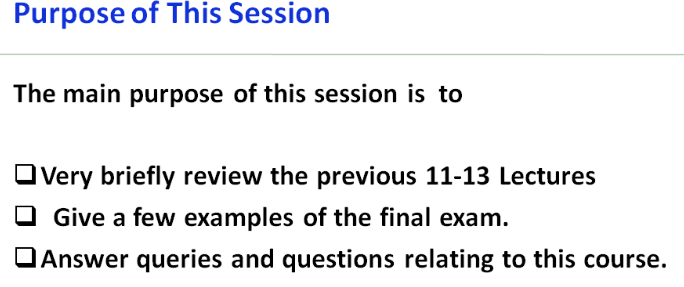 Purpose of This Session
The main purpose of this session is to
❑Very briefly review the previous 11-13 Lectures
❑ Give a few examples of the final exam.
❑Answer queries and questions relating to this course.